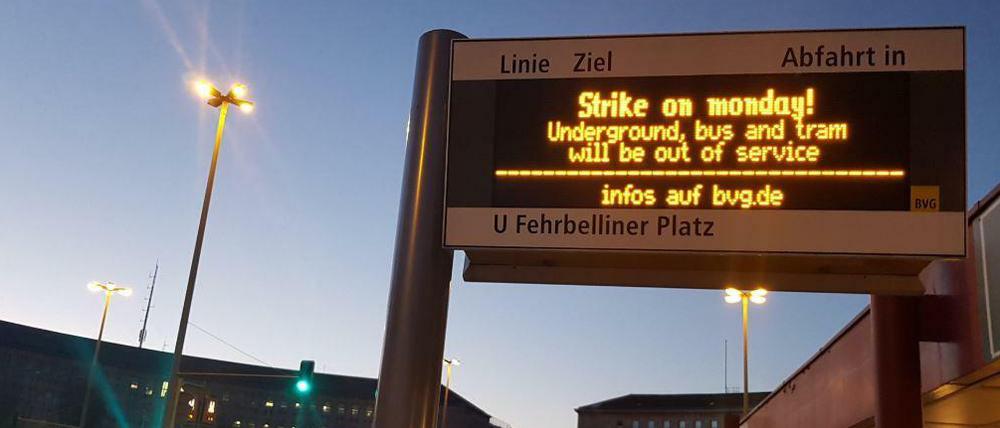 Linie Ziel Abfahrt in
Strike on monday!
Underground, bus and tram
will be out of service
infos auf bvg.de
BVG
U Fehrbelliner Platz